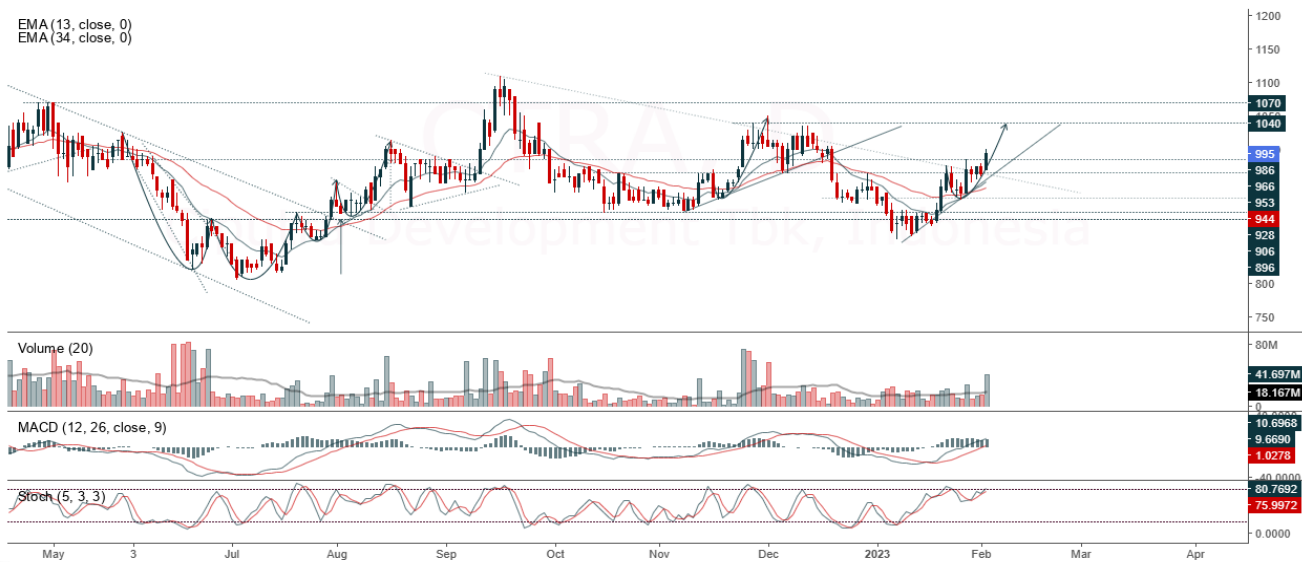 EMA (13, close, 0)
EMA (34, close, 0)
1200
1150
1100
1070
1040
995
986
966
953
944
928
906
896
800
750
Development Tbk, Indonesia
Volume (20)
80M
41.697M
18.167M
0
MACD (12, 26, close, 9)
10.6968
9.6690
1.0278
-40.0000
Stoch (5, 3, 3)
80.7692
75.9972
0.0000
May 3 Jul Aug Sep Oct Nov Dec 2023 Feb Mar Apr